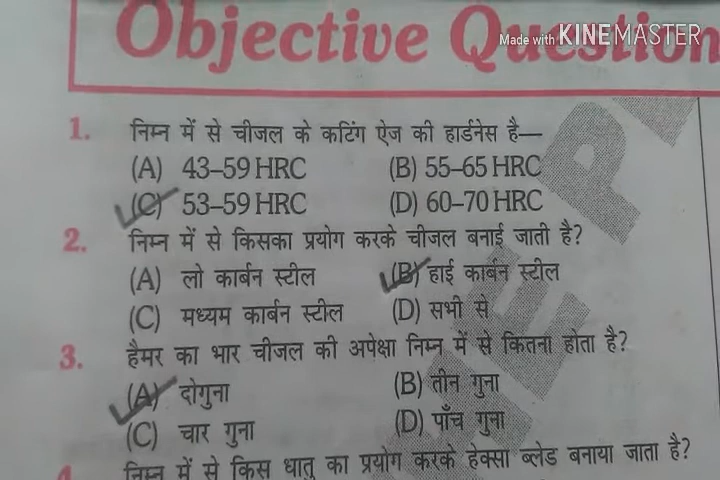 Objective Question
Made with KINEMASTER
1. निम्न में से चीजल के कटिंग ऐज की हार्डनेस है—
(A) 43–59 HRC (B) 55–65 HRC
(C) 53–59 HRC (D) 60–70 HRC
2. निम्न में से किसका प्रयोग करके चीजल बनाई जाती है?
(A) लो कार्बन स्टील (B) हाई कार्बन स्टील
(C) मध्यम कार्बन स्टील (D) सभी से
3. हैमर का भार चीजल की अपेक्षा निम्न में से कितना होता है?
(A) दोगुना (B) तीन गुना
(C) चार गुना (D) पाँच गुना
4. निम्न में से किस धातु का प्रयोग करके हेक्सा ब्लेड बनाया जाता है?